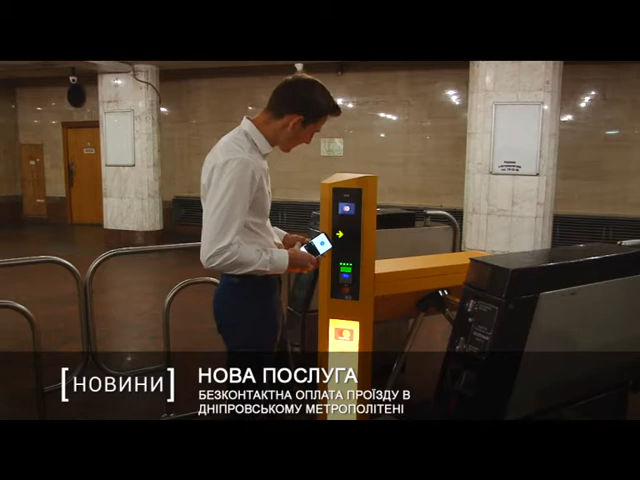 [НОВИНИ]
НОВА ПОСЛУГА
БЕЗКОНТАКТНА ОПЛАТА ПРОЇЗДУ В
ДНІПРОВСЬКОМУ МЕТРОПОЛІТЕНІ